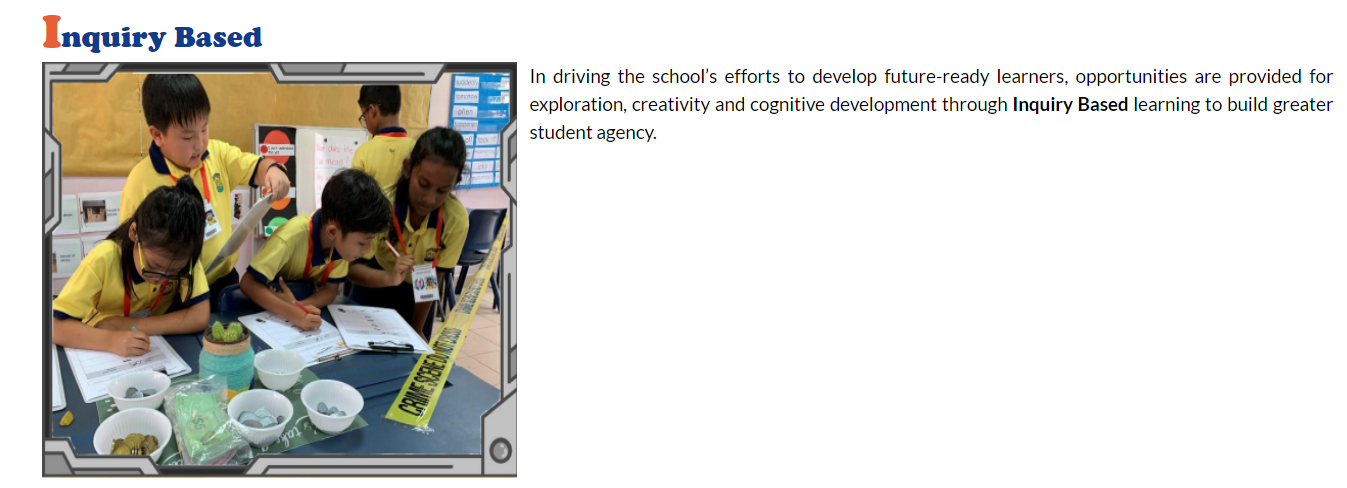 Inquiry Based
In driving the school's efforts to develop future-ready learners, opportunities are provided for
exploration, creativity and cognitive development through Inquiry Based learning to build greater
student agency.
CRIME SCENE DO NOT CROSS